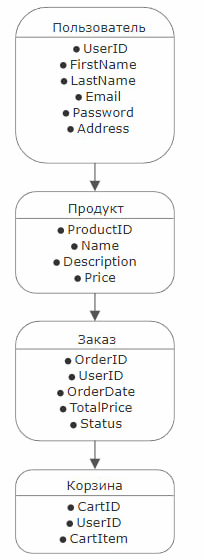 Пользователь
● UserID
● FirstName
● LastName
● Email
● Password
● Address
Продукт
● ProductID
● Name
● Description
● Price
Заказ
● OrderID
● UserID
● OrderDate
● TotalPrice
● Status
Корзина
● CartID
● UserID
● CartItem